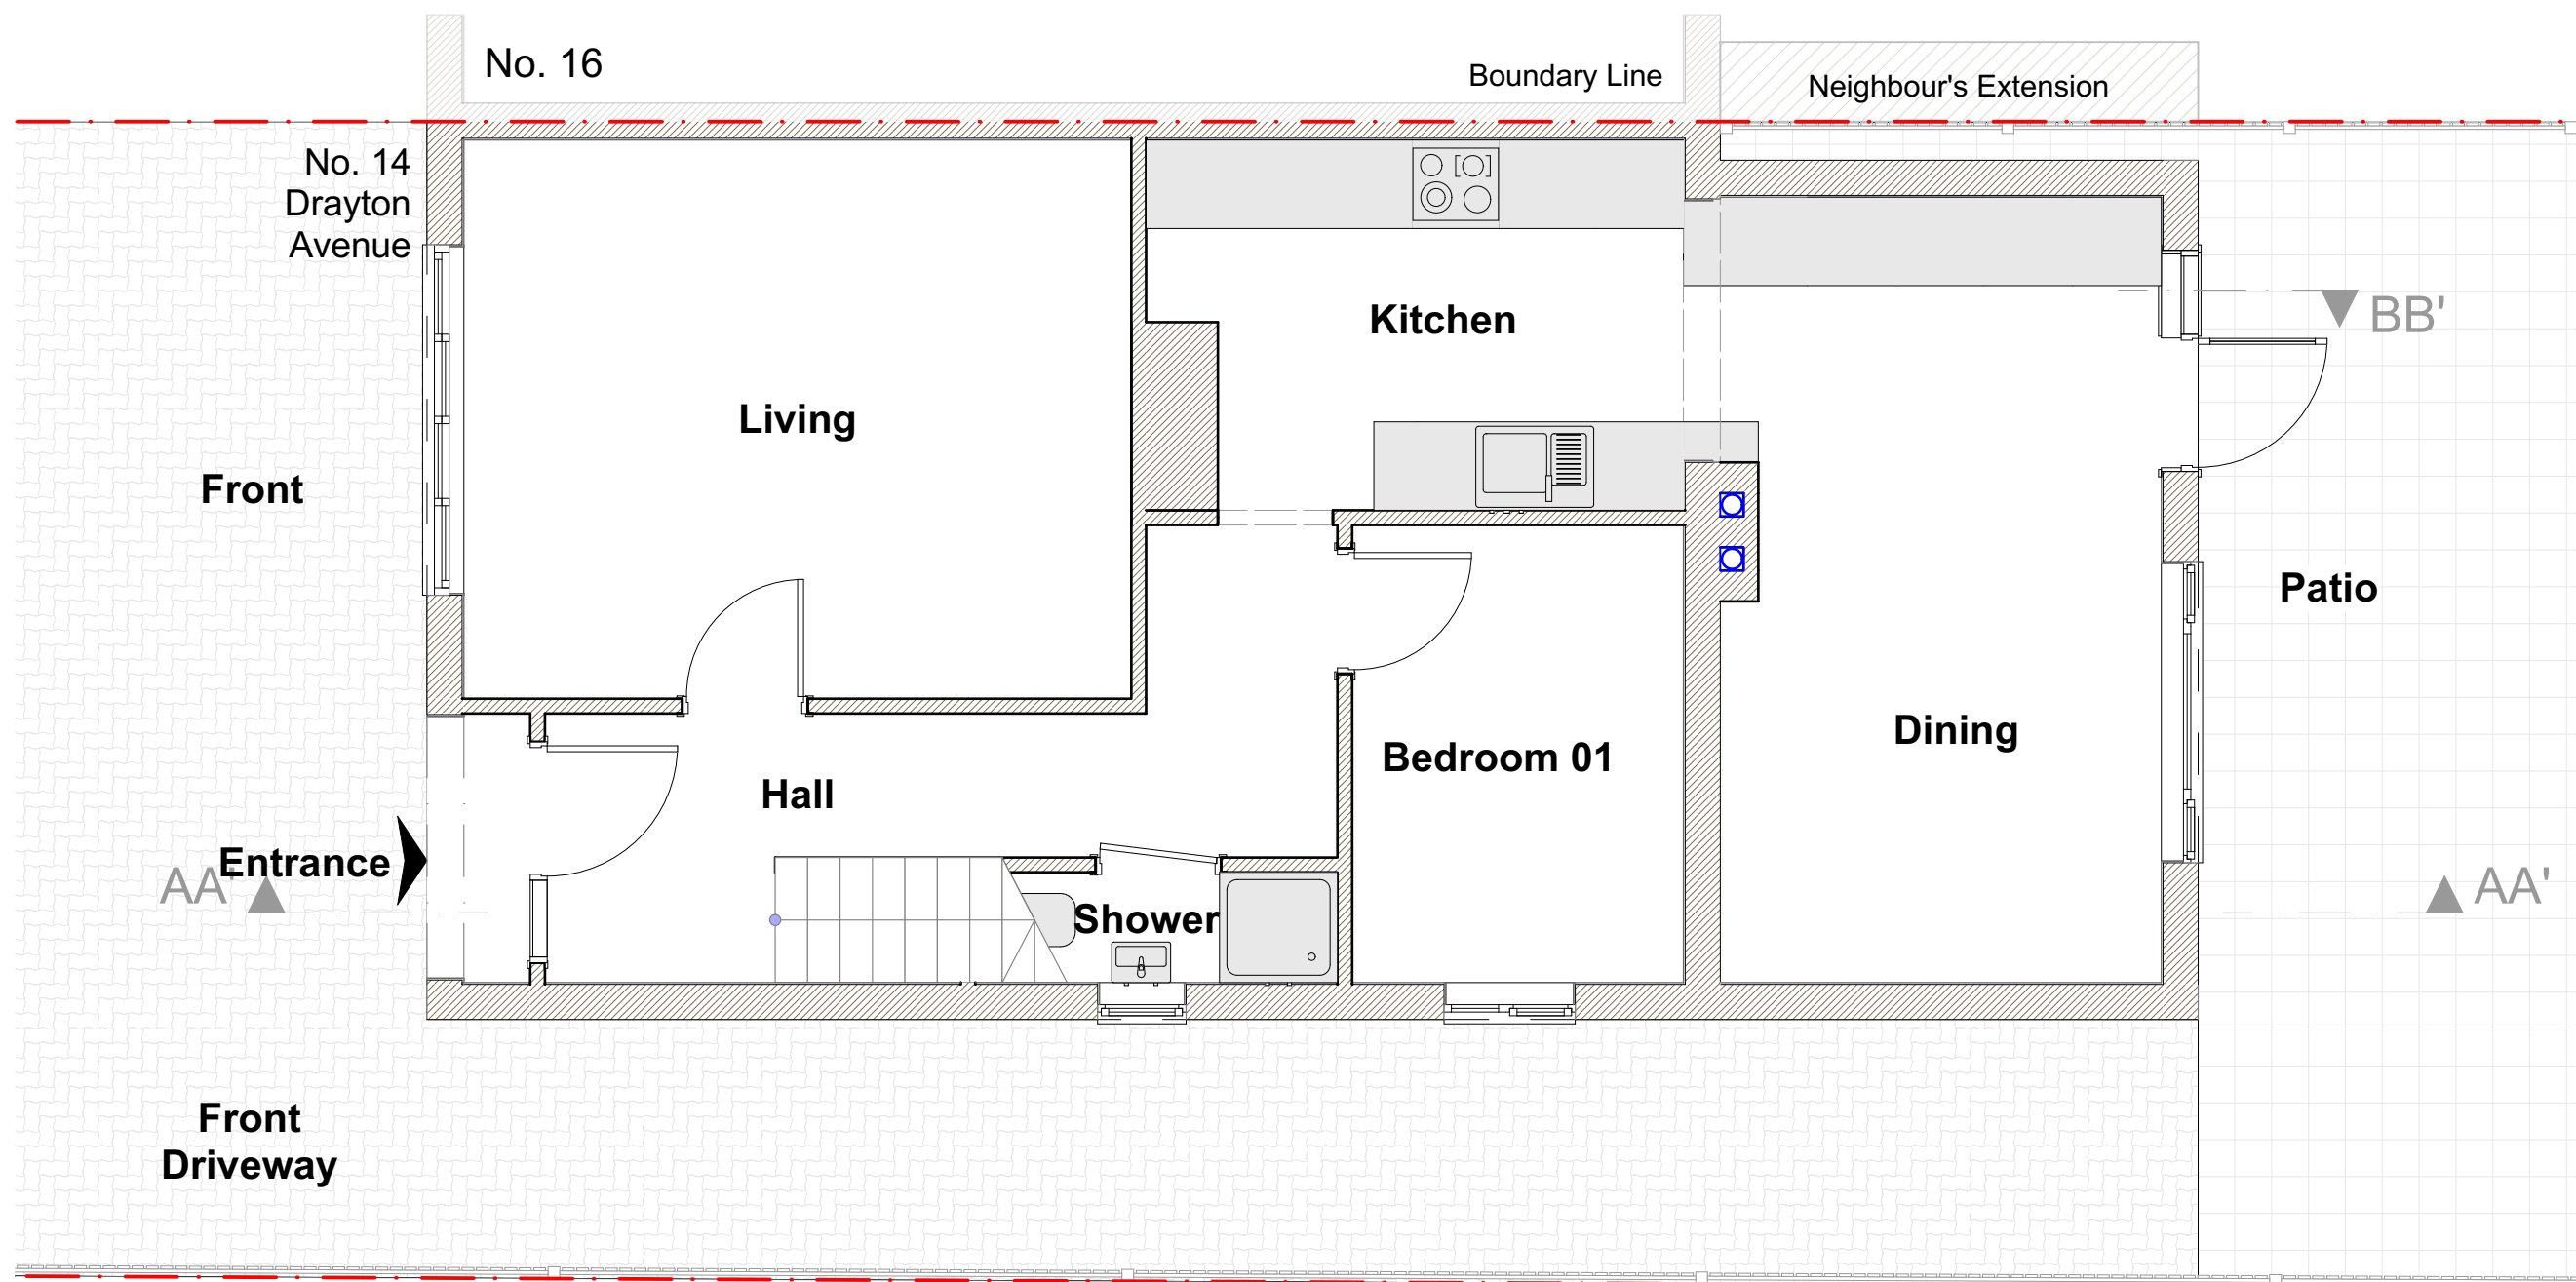 No. 16
Boundary Line
Neighbour's Extension
No. 14
Drayton
Avenue
BB'
Kitchen
Living
Front
Patio
Dining
Bedroom 01
Hall
Entrance
AA'
AA'
Shower
Front
Driveway